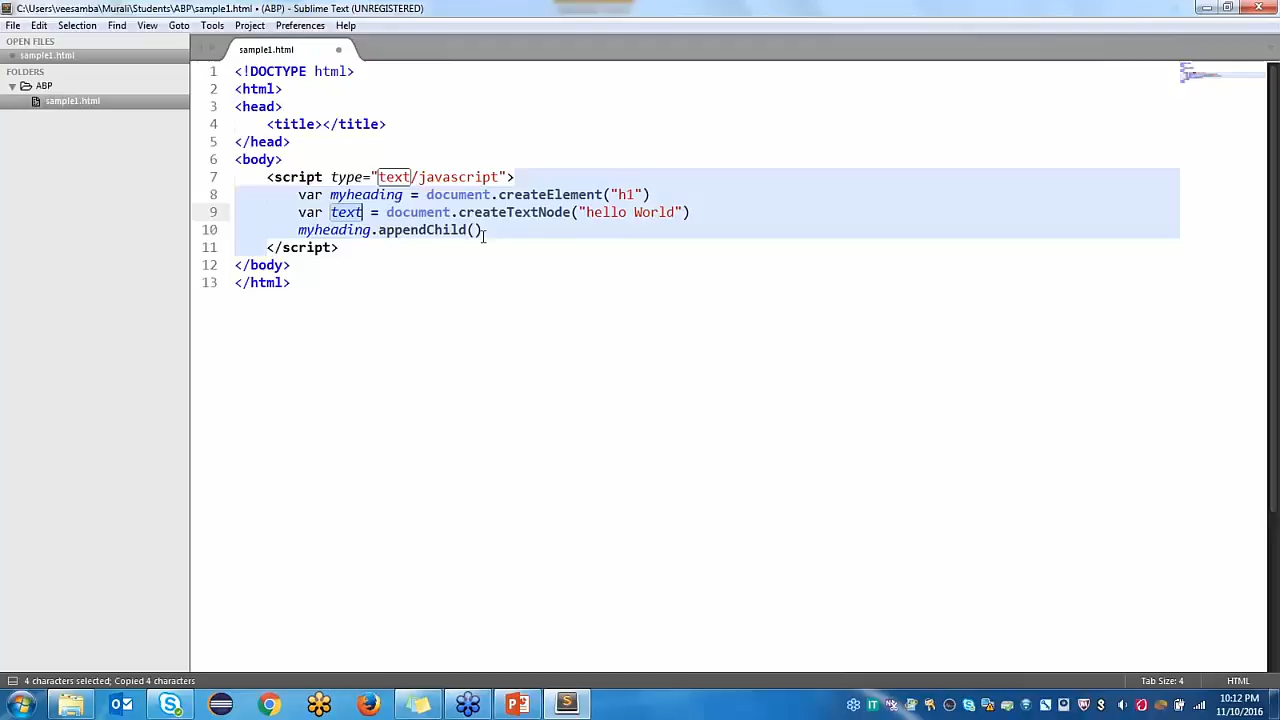 C:\Users\veesamba\Murali\Students\ABP\sample1.html • (ABP) - Sublime Text (UNREGISTERED)
File Edit Selection Find View Goto Tools Project Preferences Help
OPEN FILES
sample1.html
FOLDERS
ABP
sample1.html
sample1.html
1 <!DOCTYPE html>
2 <html>
3 <head>
4 <title></title>
5 </head>
6 <body>
7 <script type="text/javascript">
8 var myheading = document.createElement("h1")
9 var text = document.createTextNode("hello World")
10 myheading.appendChild()
11 </script>
12 </body>
13 </html>
4 characters selected; Copied 4 characters
Tab Size: 4
HTML
10:12 PM
11/10/2016